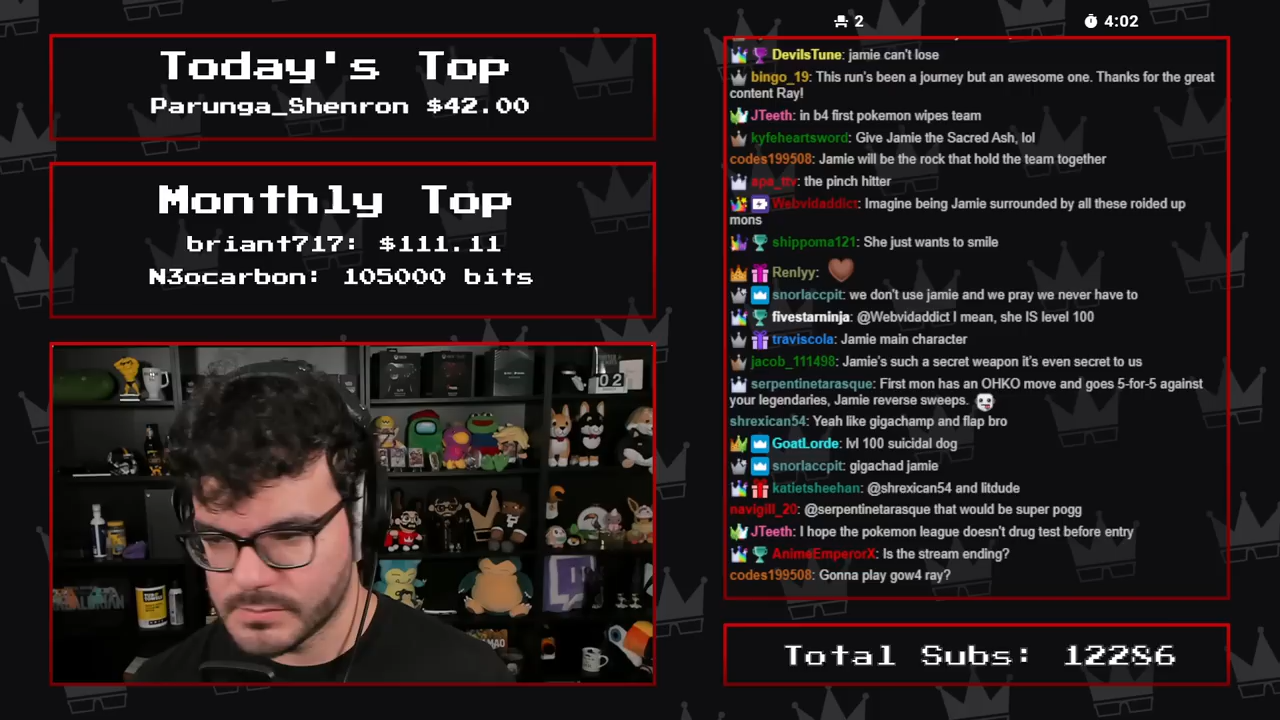 Today's Top
Parunga_Shenron $42.00
Monthly Top
briant717: $111.11
N3ocarbon: 105000 bits
02
2
4:02
DevilsTune: jamie can't lose
bingo_19: This run's been a journey but an awesome one. Thanks for the great
content Ray!
JTeeth: in b4 first pokemon wipes team
kyfeheartsword: Give Jamie the Sacred Ash, lol
codes199508: Jamie will be the rock that hold the team together
apa_ttv: the pinch hitter
Webvidaddict: Imagine being Jamie surrounded by all these roided up
mons
shippoma121: She just wants to smile
Renlyy:
snorlaccpit: we don't use jamie and we pray we never have to
fivestarninja: @Webvidaddict I mean, she IS level 100
traviscola: Jamie main character
jacob_111498: Jamie's such a secret weapon it's even secret to us
serpentinetarasque: First mon has an OHKO move and goes 5-for-5 against
your legendaries, Jamie reverse sweeps.
shrexican54: Yeah like gigachamp and flap bro
GoatLorde: lvl 100 suicidal dog
snorlaccpit: gigachad jamie
katietsheehan: @shrexican54 and litdude
navigill_20: @serpentinetarasque that would be super pogg
JTeeth: I hope the pokemon league doesn't drug test before entry
AnimeEmperorX: Is the stream ending?
codes199508: Gonna play gow4 ray?
Total Subs: 12286